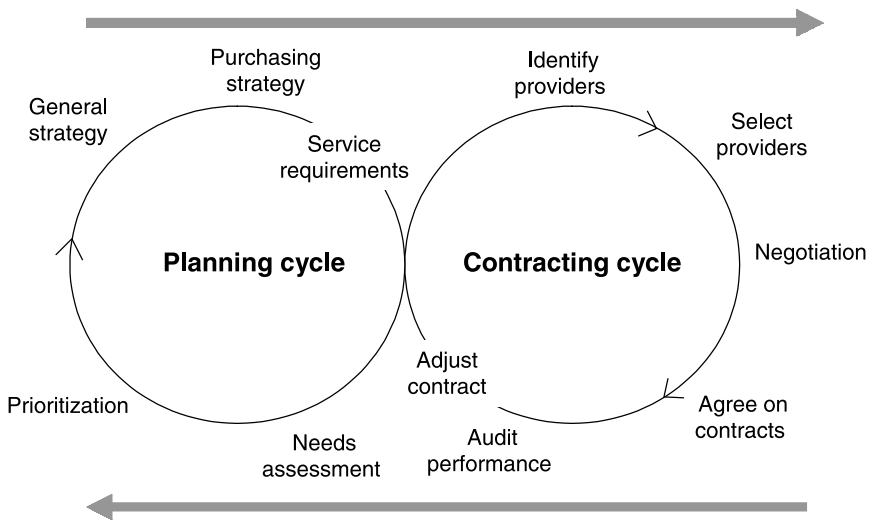 Purchasing
strategy
Identify
providers
General
strategy
Select
providers
Service
requirements
Planning cycle
Contracting cycle
Negotiation
Adjust
contract
Prioritization
Agree on
contracts
Needs
assessment
Audit
performance